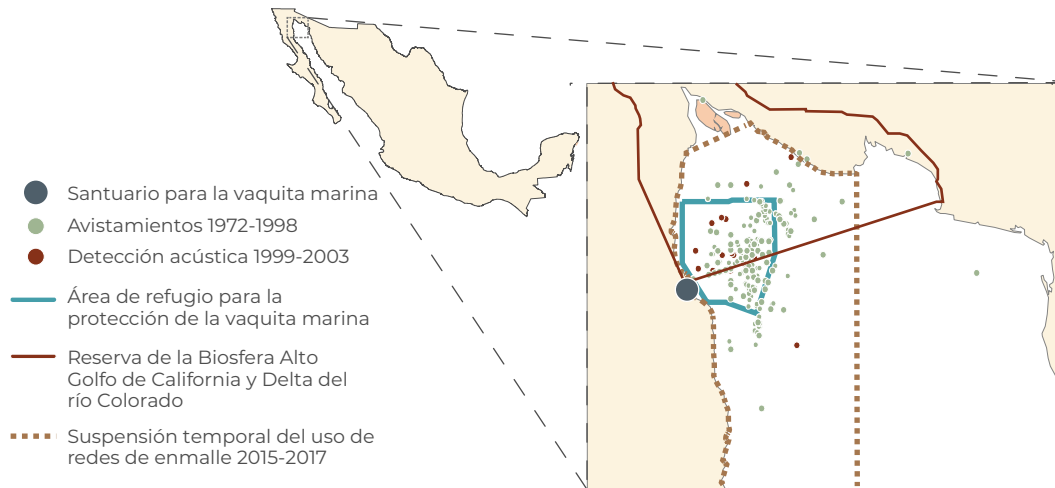 Santuario para la vaquita marina
Avistamientos 1972-1998
Detección acústica 1999-2003
Área de refugio para la
protección de la vaquita marina
Reserva de la Biosfera Alto
Golfo de California y Delta del
río Colorado
Suspensión temporal del uso de
redes de enmalle 2015-2017